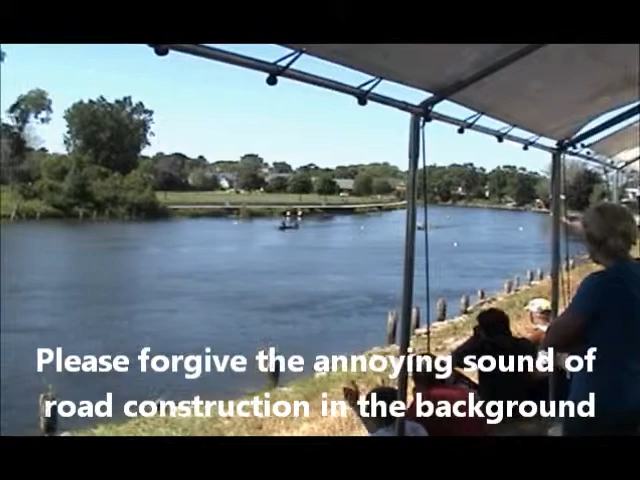 Please forgive the annoying sound of
road construction in the background